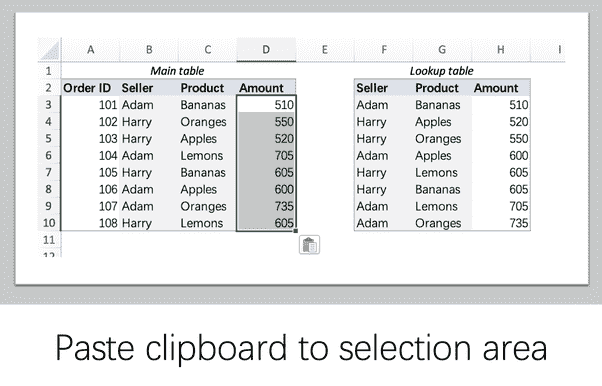 A B C D E F G H I
1 Main table Lookup table
2 Order ID Seller Product Amount Seller Product Amount
3 101 Adam Bananas 510 Adam Bananas 510
4 102 Harry Oranges 550 Harry Apples 520
5 103 Harry Apples 520 Harry Oranges 550
6 104 Adam Lemons 705 Adam Apples 600
7 105 Harry Bananas 605 Harry Lemons 605
8 106 Adam Apples 600 Harry Bananas 605
9 107 Adam Oranges 735 Adam Lemons 705
10 108 Harry Lemons 605 Adam Oranges 735
11
12
Paste clipboard to selection area